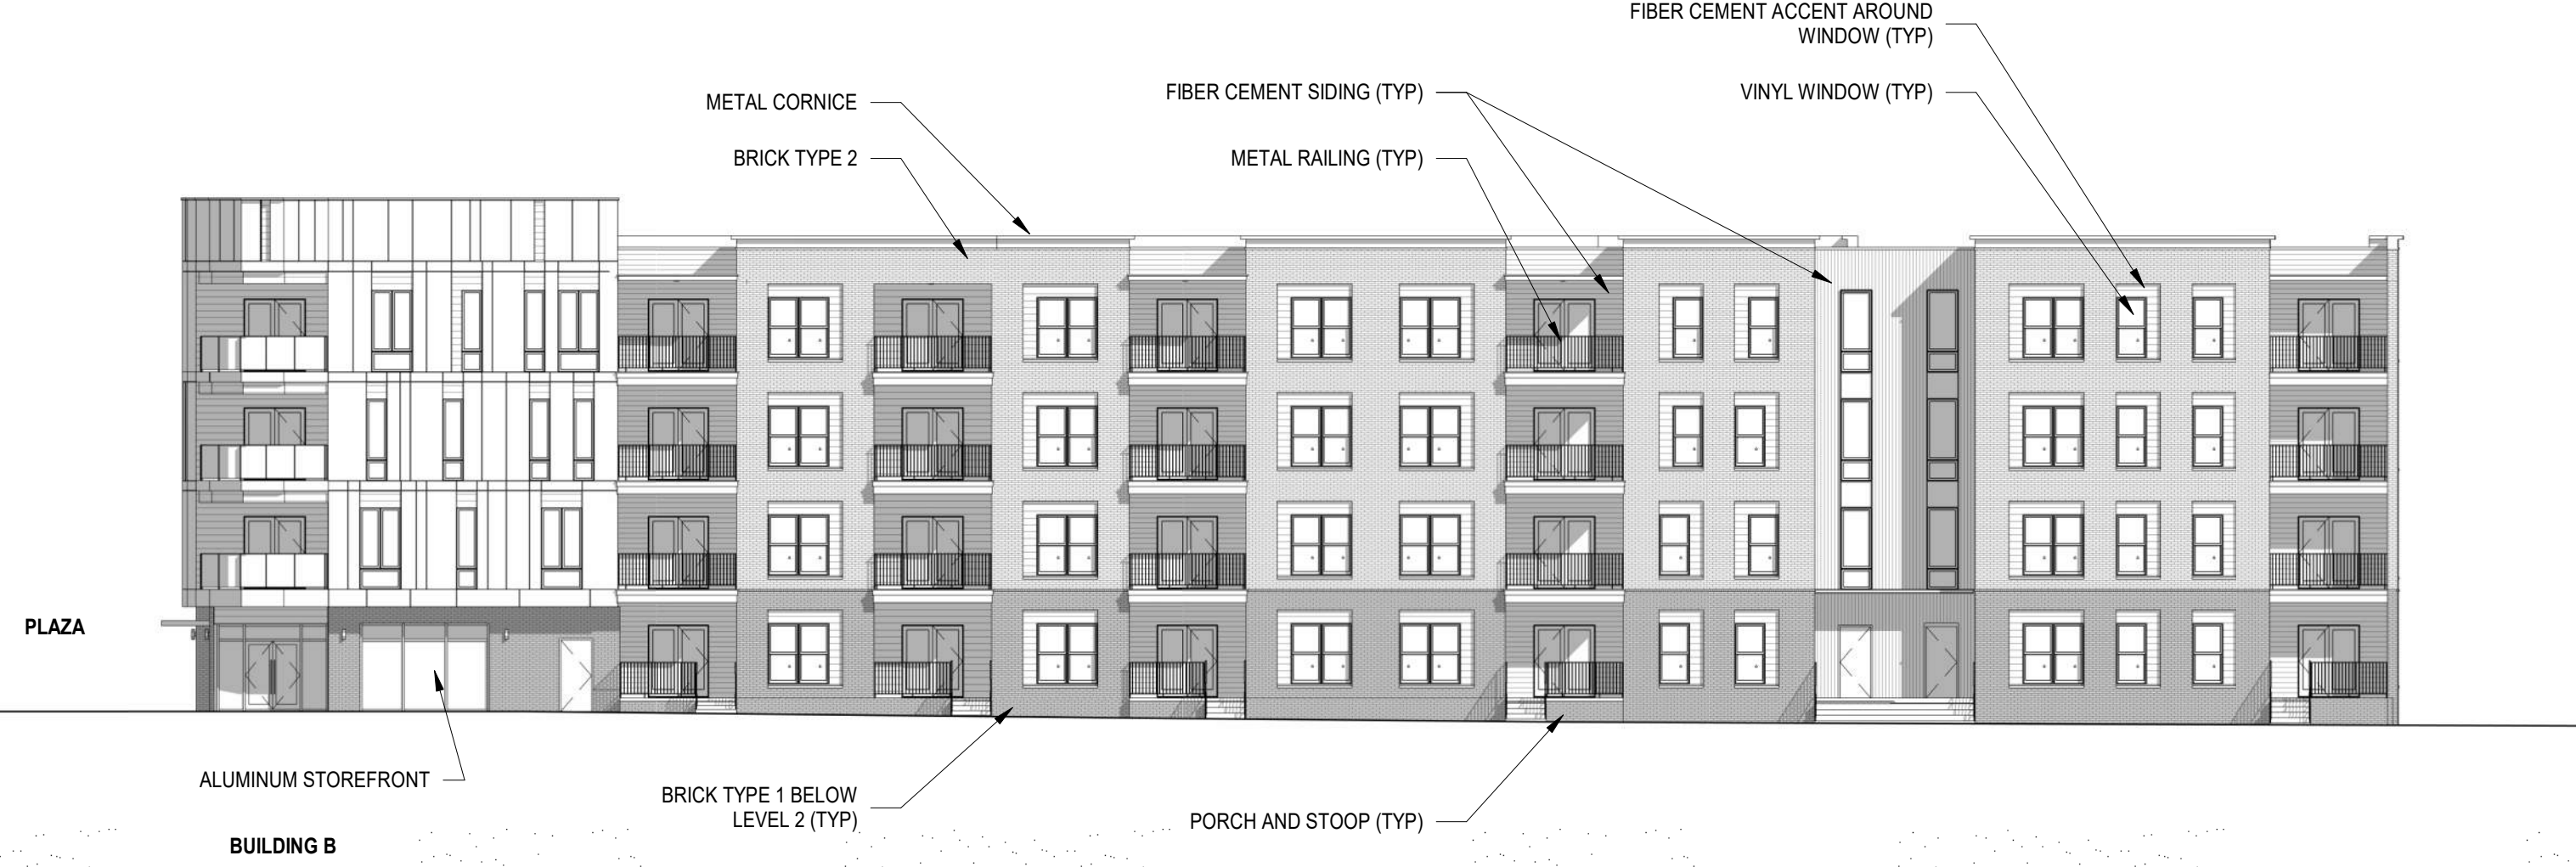 FIBER CEMENT ACCENT AROUND
WINDOW (TYP)
METAL CORNICE
FIBER CEMENT SIDING (TYP)
VINYL WINDOW (TYP)
BRICK TYPE 2
METAL RAILING (TYP)
PLAZA
ALUMINUM STOREFRONT
BRICK TYPE 1 BELOW
LEVEL 2 (TYP)
PORCH AND STOOP (TYP)
BUILDING B